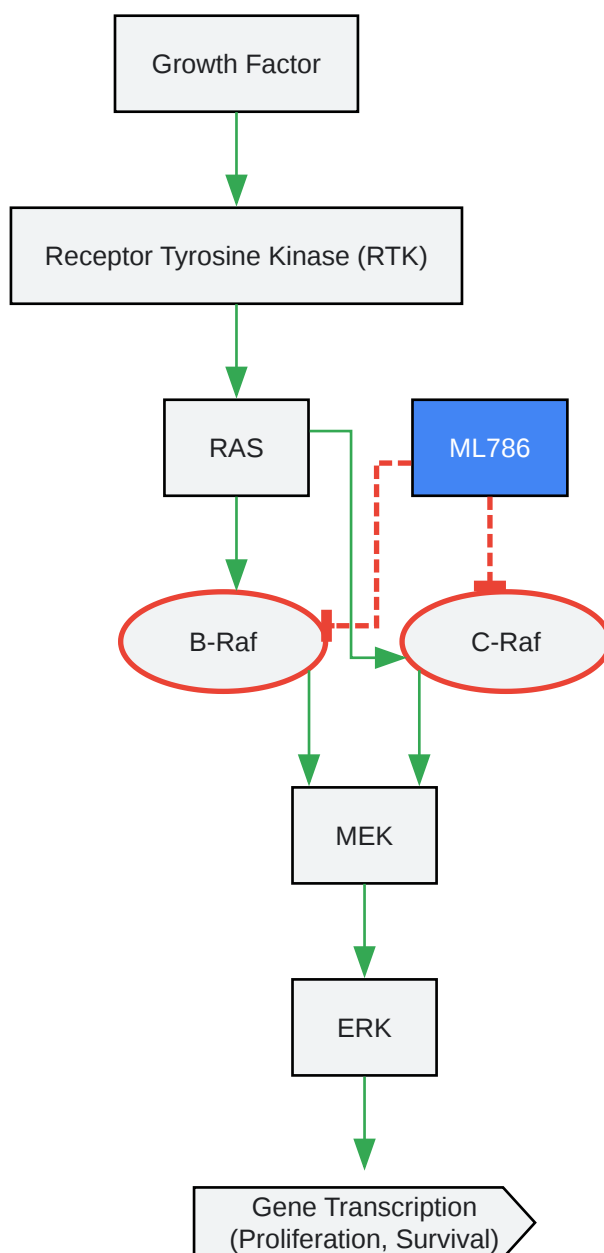 Growth Factor
Receptor Tyrosine Kinase (RTK)
RAS
ML786
B-Raf
C-Raf
MEK
ERK
Gene Transcription
(Proliferation, Survival)